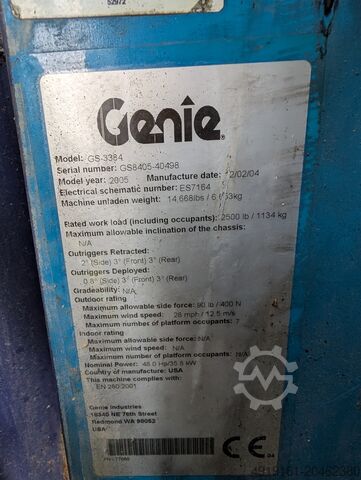 52972
Genie
Model: GS-3384
Serial number: GS8405-40498
Model year: 2005 Manufacture date: 12/02/04
Electrical schematic number: ES7164
Machine unladen weight: 14,668lbs /
Rated work load (including occupants): 2500 lb / 1134 kg
Maximum allowable inclination of the chassis:
N/A
Outriggers Retracted:
2° (Side) 3° (Front) 3° (Rear)
Outriggers Deployed:
0.8° (Side) 3° (Front) 3° (Rear)
Gradeability: N/A
Outdoor rating
Maximum allowable side force: 90 lb / 400 N
Maximum wind speed: 28 mph / 12.5 m/s
Maximum number of platform occupants: 7
Indoor rating
Maximum allowable side force: N/A
Maximum wind speed: N/A
Maximum number of platform occupants: N/A
Nominal Power: 48.0 Hp/35.8 kW
Country of manufacture: USA
This machine complies with:
EN 280:2001
Genie Industries
18340 NE 76th Street
Redmond WA 98052
USA
CE 04
4919161-20462380